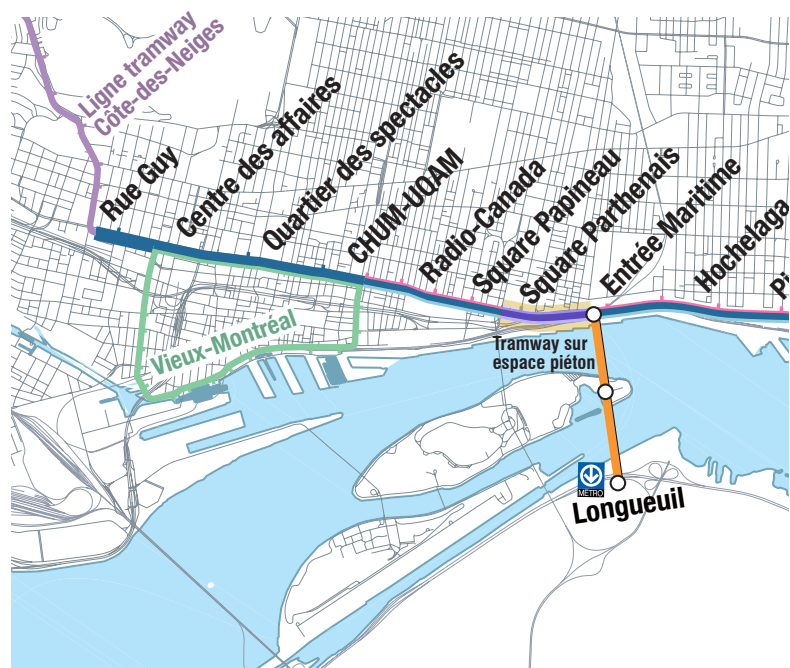 Ligne tramway
Côte-des-Neiges
Rue Guy
Centre des affaires
Quartier des spectacles
CHUM-UQAM
Radio-Canada
Square Papineau
Square Parthenais
Entrée Maritime
Hochelaga
Pi
Vieux-Montréal
Tramway sur
espace piéton
MÉTRO
Longueuil